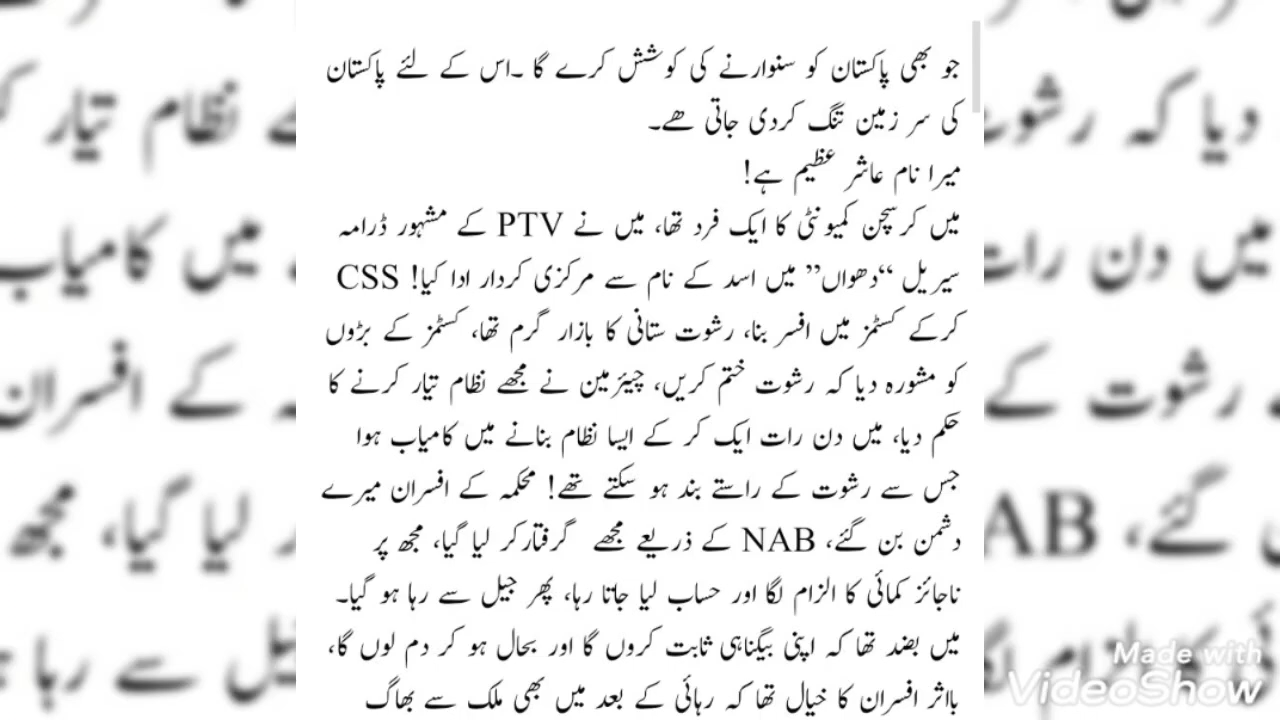 جو بھی پاکستان کو سنوارنے کی کوشش کرے گا ۔اس کے لئے پاکستان
کی سر زمین تنگ کردی جاتی ھے۔
میرا نام عاشر عظیم ہے!
میں کرسچن کمیونٹی کا ایک فرد تھا، میں نے PTV کے مشہور ڈرامہ
سیریل “دھواں” میں اسد کے نام سے مرکزی کردار ادا کیا! CSS
کرکے کسٹمز میں افسر بنا، رشوت ستانی کا بازار گرم تھا، کسٹمز کے بڑوں
کو مشورہ دیا کہ رشوت ختم کریں، چیئرمین نے مجھے نظام تیار کرنے کا
حکم دیا، میں دن رات ایک کر کے ایسا نظام بنانے میں کامیاب ہوا
جس سے رشوت کے راستے بند ہو سکتے تھے! محکمہ کے افسران میرے
دشمن بن گئے، NAB کے ذریعے مجھے گرفتارکر لیا گیا، مجھ پر
ناجائز کمائی کا الزام لگا اور حساب لیا جاتا رہا، پھر جیل سے رہا ہو گیا۔
میں بضد تھا کہ اپنی بیگناہی ثابت کروں گا اور بحال ہو کر دم لوں گا،
بااثر افسران کا خیال تھا کہ رہائی کے بعد میں بھی ملک سے بھاگ
Made with
VideoShow